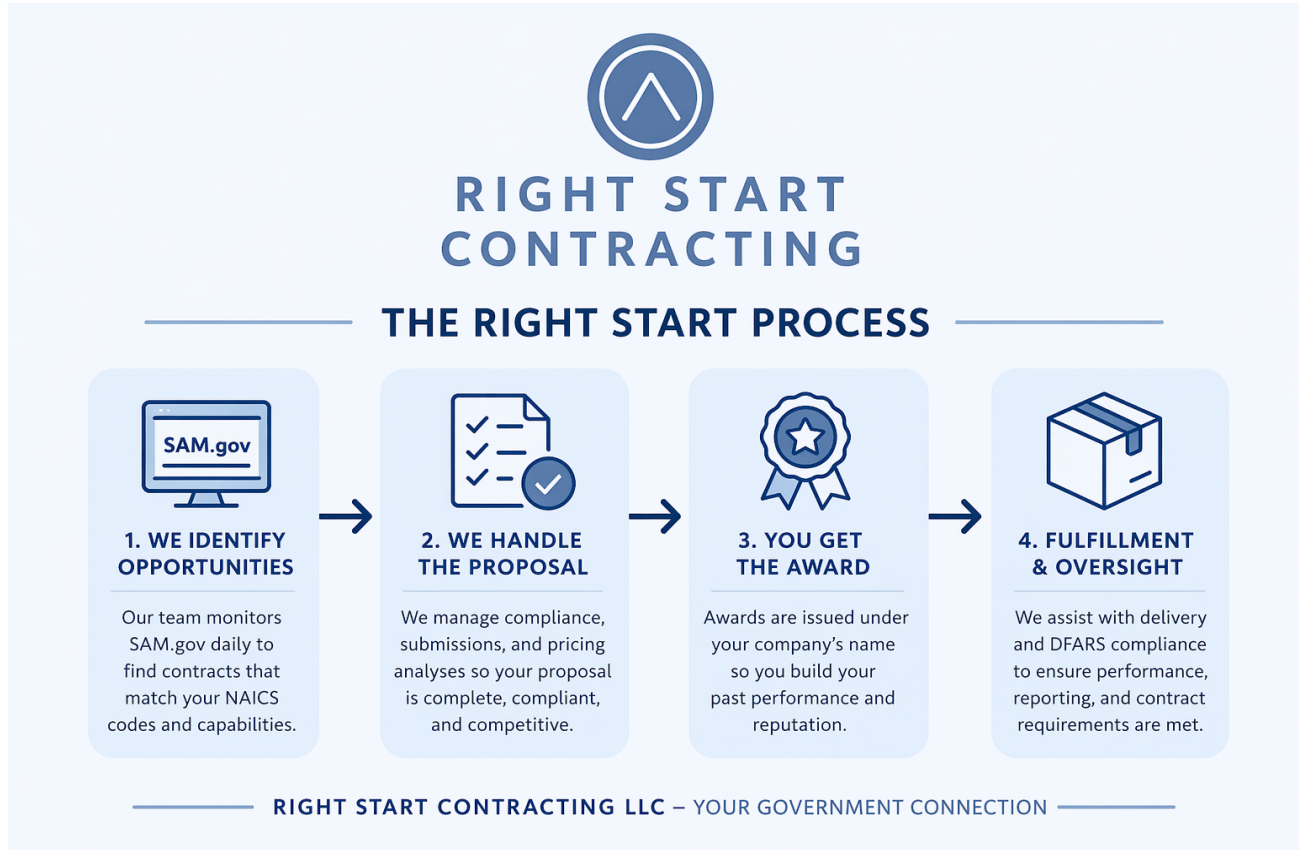 RIGHT START
CONTRACTING
THE RIGHT START PROCESS
SAM.gov
1. WE IDENTIFY
OPPORTUNITIES
Our team monitors
SAM.gov daily to
find contracts that
match your NAICS
codes and capabilities.
2. WE HANDLE
THE PROPOSAL
We manage compliance,
submissions, and pricing
analyses so your proposal
is complete, compliant,
and competitive.
3. YOU GET
THE AWARD
Awards are issued under
your company’s name
so you build your
past performance and
reputation.
4. FULFILLMENT
& OVERSIGHT
We assist with delivery
and DFARS compliance
to ensure performance,
reporting, and contract
requirements are met.
RIGHT START CONTRACTING LLC – YOUR GOVERNMENT CONNECTION